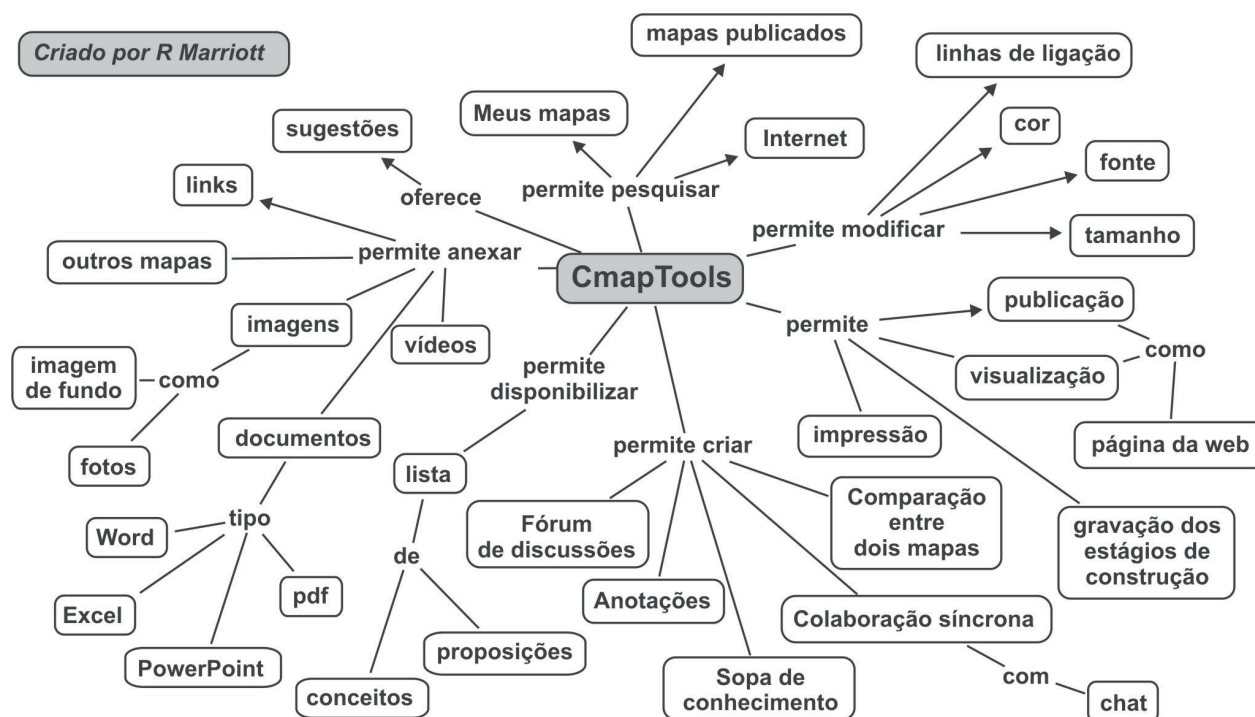 Criado por R Marriott
mapas publicados
linhas de ligação
Meus mapas
sugestões
cor
Internet
fonte
links
permite pesquisar
oferece
permite modificar
tamanho
permite anexar
outros mapas
CmapTools
publicação
imagens
permite
vídeos
como
imagem
de fundo
como
permite
disponibilizar
visualização
documentos
impressão
permite criar
página da web
fotos
lista
Comparação
entre
dois mapas
Word
tipo
Fórum
de discussões
gravação dos
estágios de
construção
de
pdf
Anotações
Excel
Colaboração síncrona
proposições
PowerPoint
Sopa de
conhecimento
com
conceitos
chat